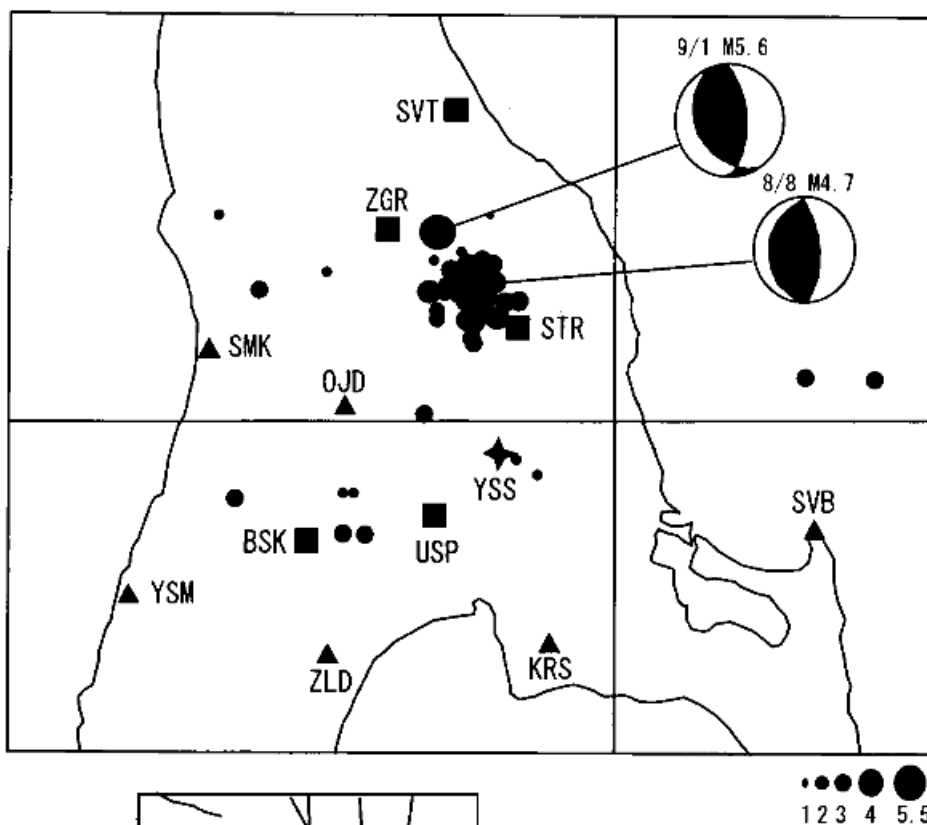 9/1 M5.6
SVT
8/8 M4.7
ZGR
STR
SMK
OJD
YSS
SVB
BSK
USP
YSM
ZLD
KRS
1 2 3 4 5.5